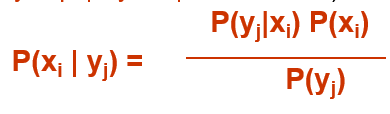 P(yj|xi) P(xi)
P(xi | yj) =
P(yj)